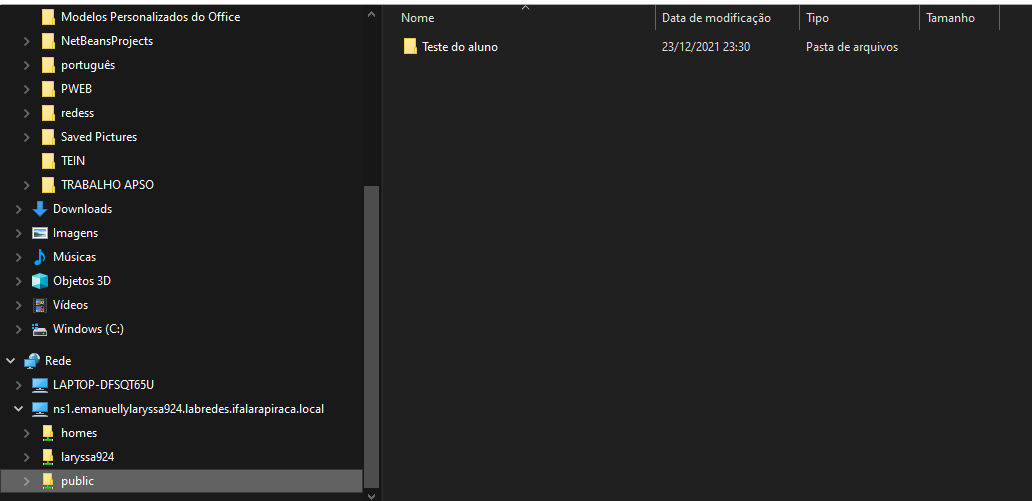 Modelos Personalizados do Office
NetBeansProjects
português
PWEB
redess
Saved Pictures
TEIN
TRABALHO APSO
Downloads
Imagens
Músicas
Objetos 3D
Vídeos
Windows (C:)
Rede
LAPTOP-DFSQT65U
ns1.emanuellylaryssa924.labredes.ifalarapiraca.local
homes
laryssa924
public
Nome Data de modificação Tipo Tamanho
Teste do aluno 23/12/2021 23:30 Pasta de arquivos